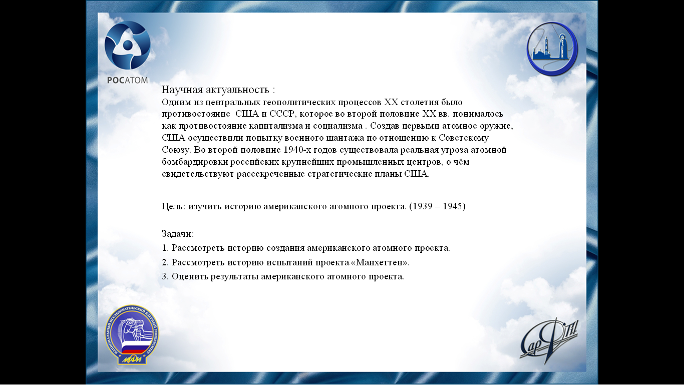 РОСАТОМ
Научная актуальность :
Одним из центральных геополитических процессов XX столетия было
противостояние США и СССР, которое во второй половине XX вв. понималось
как противостояние капитализма и социализма . Создав первыми атомное оружие,
США осуществили попытку военного шантажа по отношению к Советскому
Союзу. Во второй половине 1940-х годов существовала реальная угроза атомной
бомбардировки российских крупнейших промышленных центров, о чём
свидетельствуют рассекреченные стратегические планы США.
Цель: изучить историю американского атомного проекта. (1939 – 1945)
Задачи:
1. Рассмотреть историю создания американского атомного проекта.
2. Рассмотреть историю испытаний проекта «Манхеттен».
3. Оценить результаты американского атомного проекта.
СарФТИ